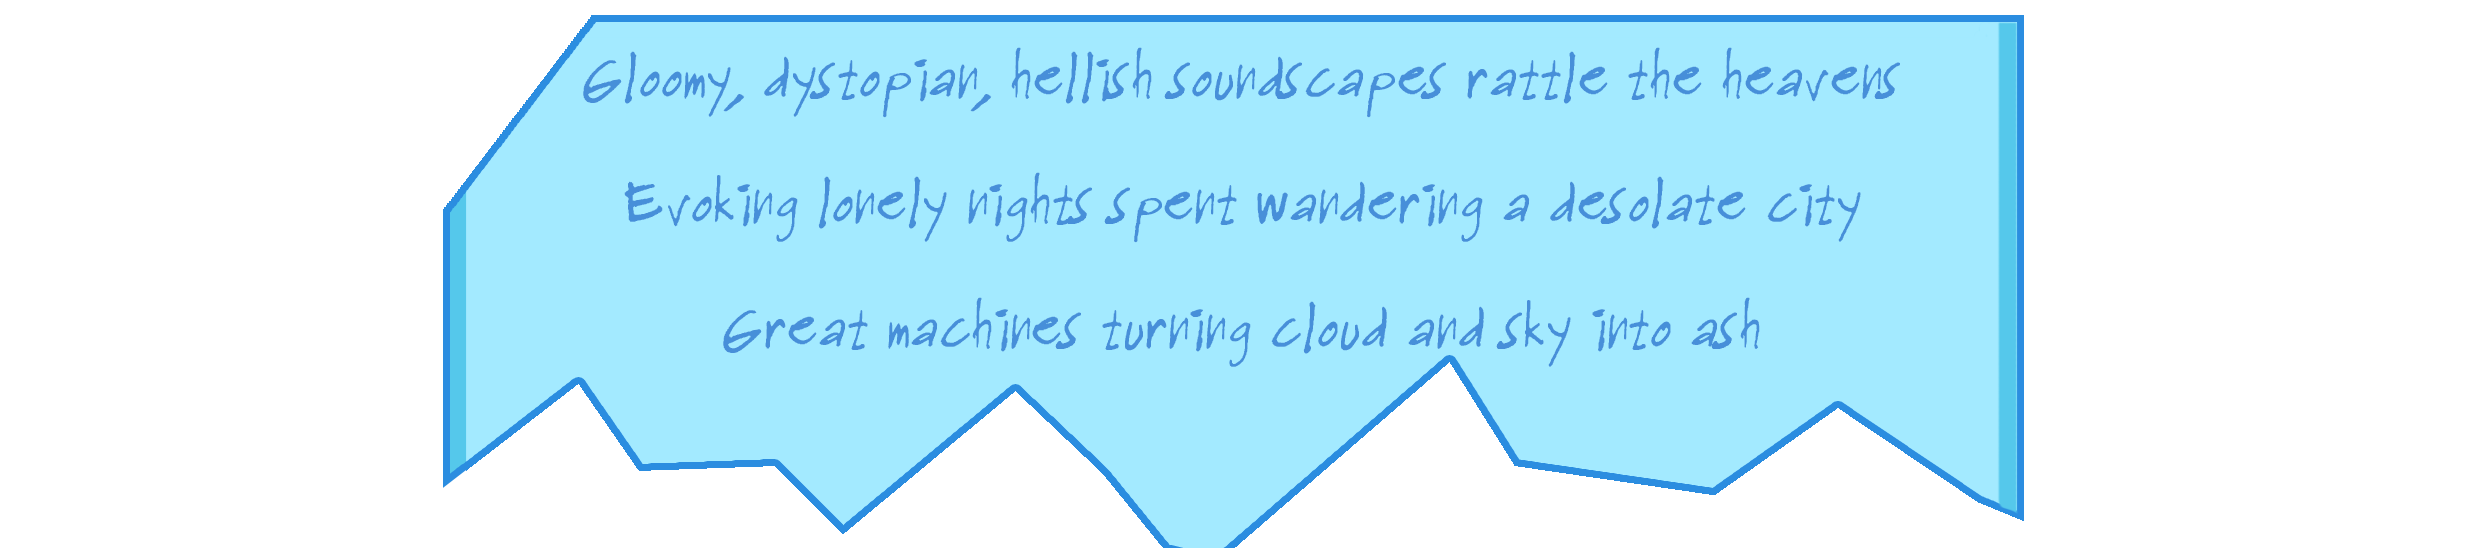 Gloomy, dystopian, hellish soundscapes rattle the heavens
Evoking lonely nights spent wandering a desolate city
Great machines turning cloud and sky into ash